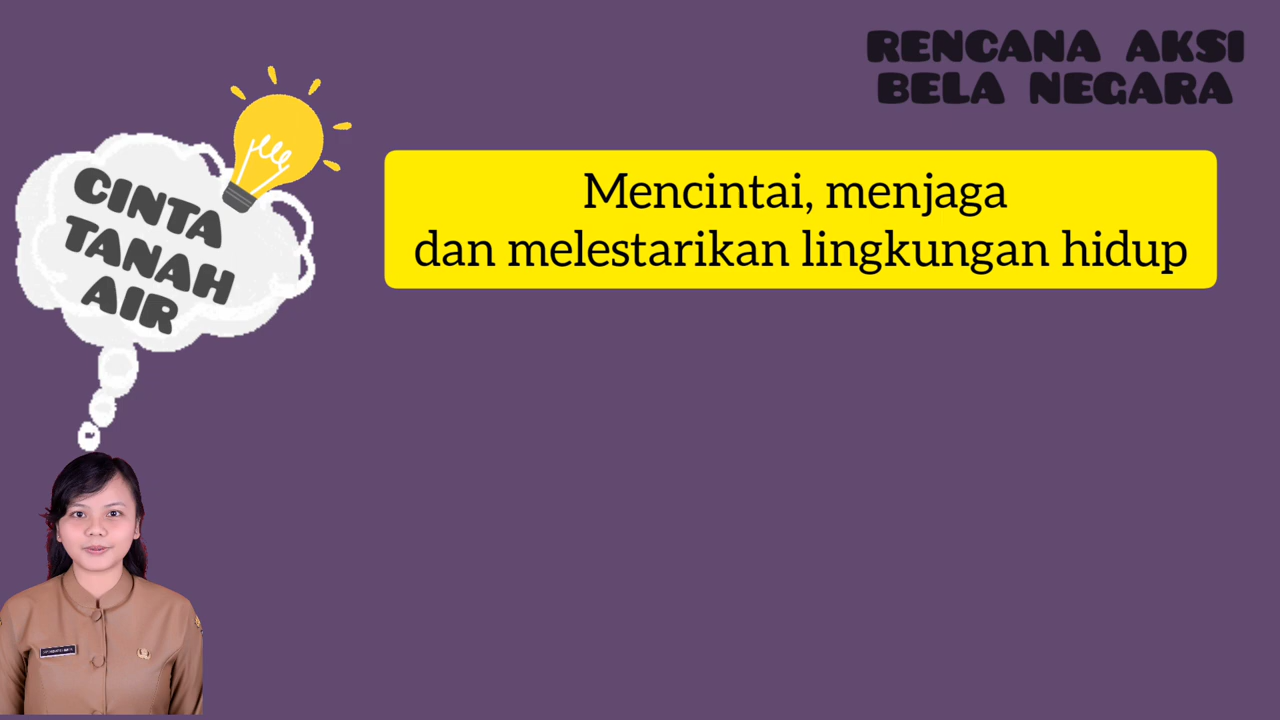 RENCANA AKSI
BELA NEGARA
CINTA
TANAH
AIR
Mencintai, menjaga
dan melestarikan lingkungan hidup